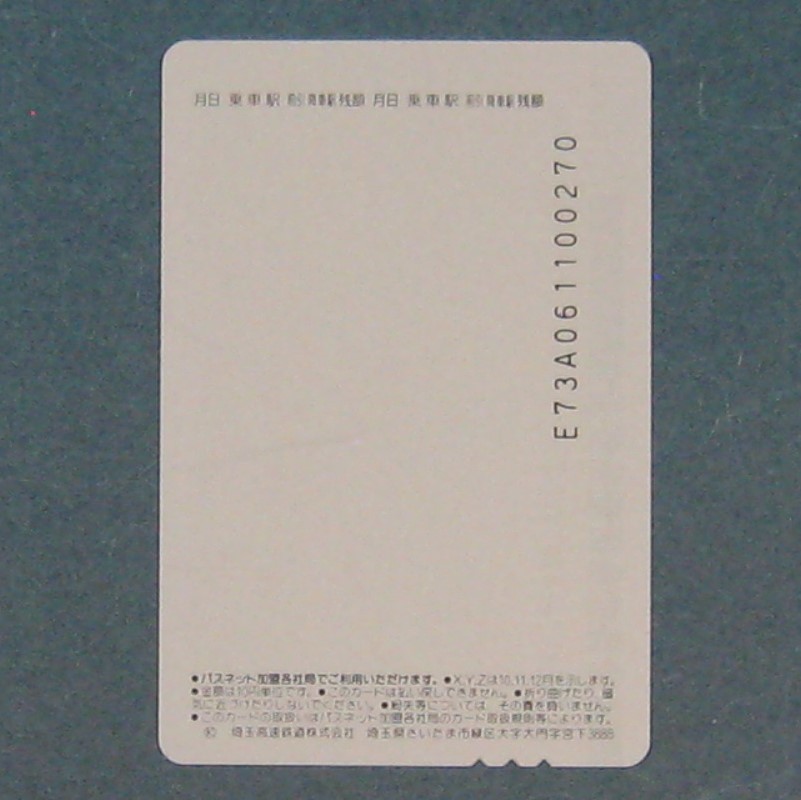 月日 乗車駅 残額 月日 乗車駅 残額
E73A061100270
●パスネット加盟各社局でご利用いただけます。●X,Y,Zは10,11,12月を示します。
●金額は10円単位です。●このカードは払い戻しできません。●折り曲げたり、磁
気に近づけたりしないでください。●紛失等については、その責を負いません。
●このカードの取扱いはパスネット加盟各社局のカード取扱規則等によります。
埼玉高速鉄道株式会社 埼玉県さいたま市緑区大字大門字宮下3888